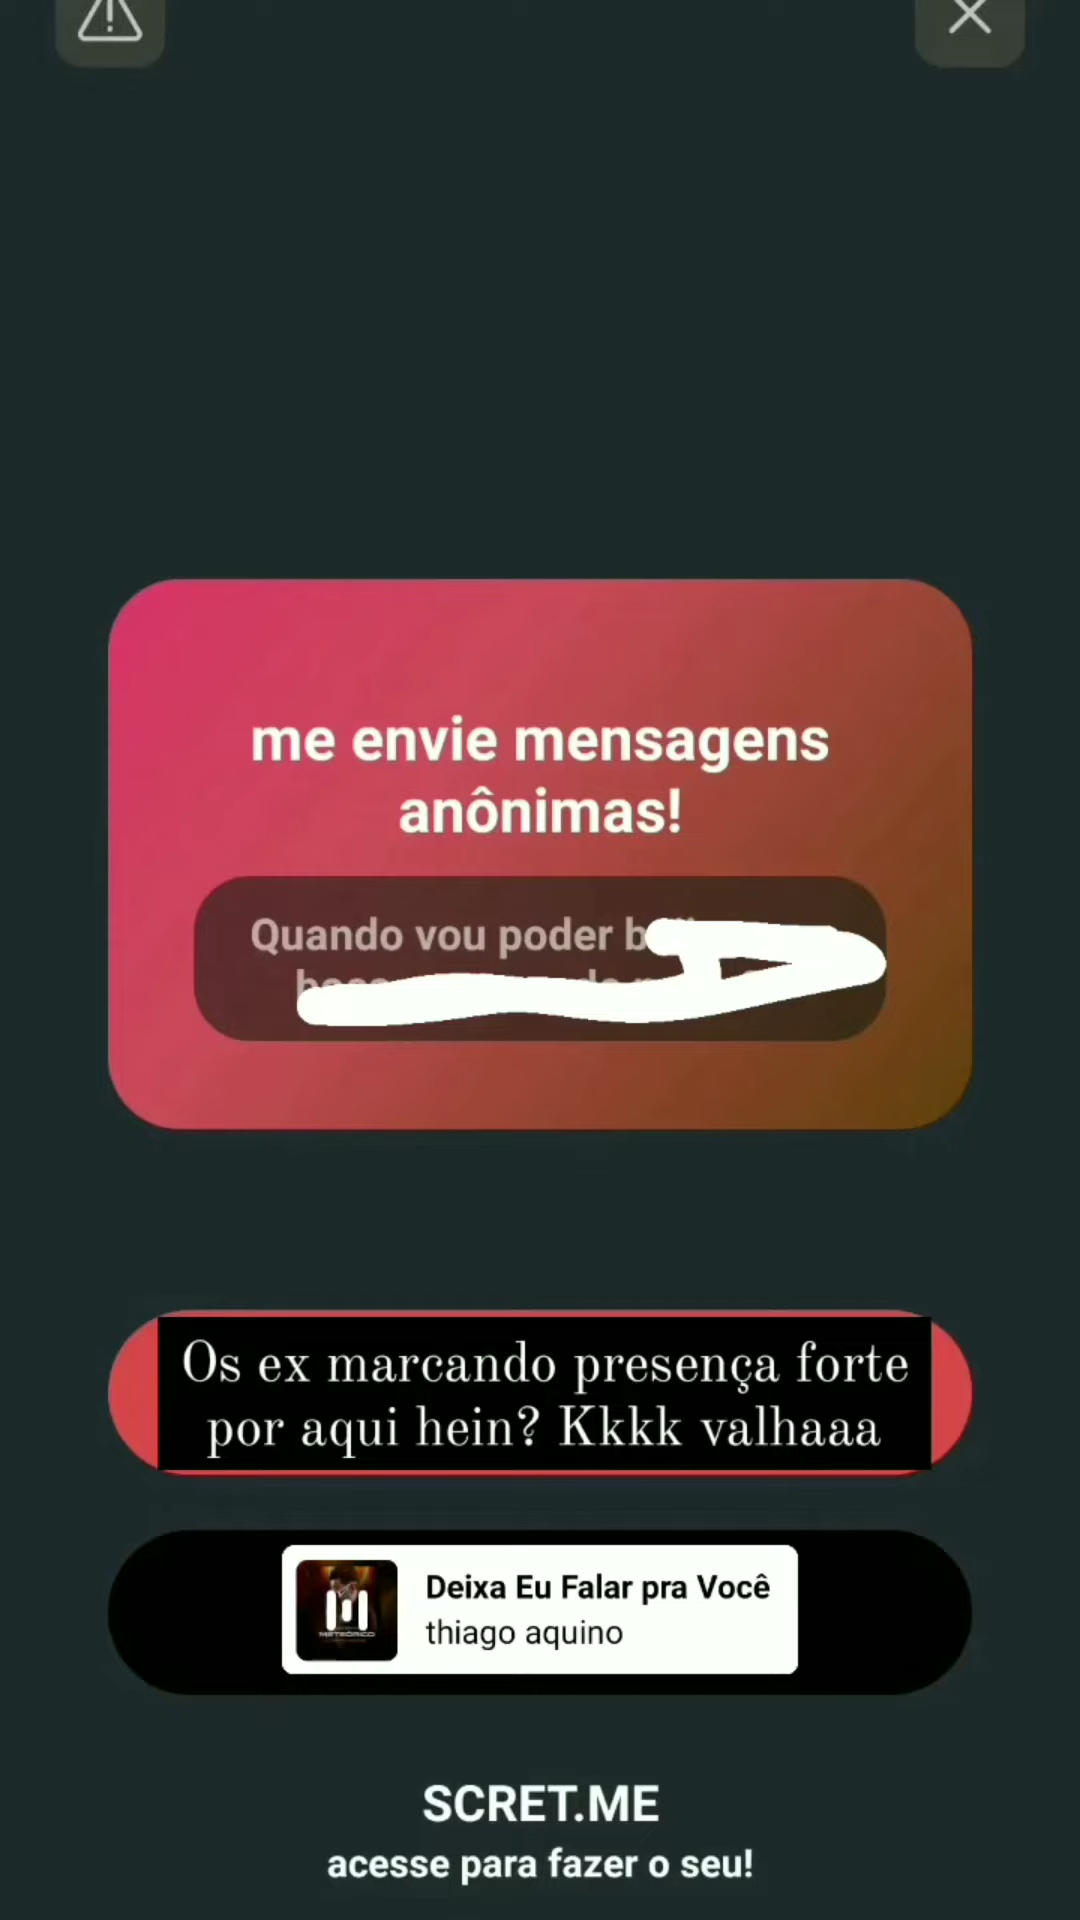 me envie mensagens
anônimas!
Quando vou poder
Os ex marcando presença forte
por aqui hein? Kkkk valhaaa
Deixa Eu Falar pra Você
thiago aquino
METEÓRICO
SCRET.ME
acesse para fazer o seu!